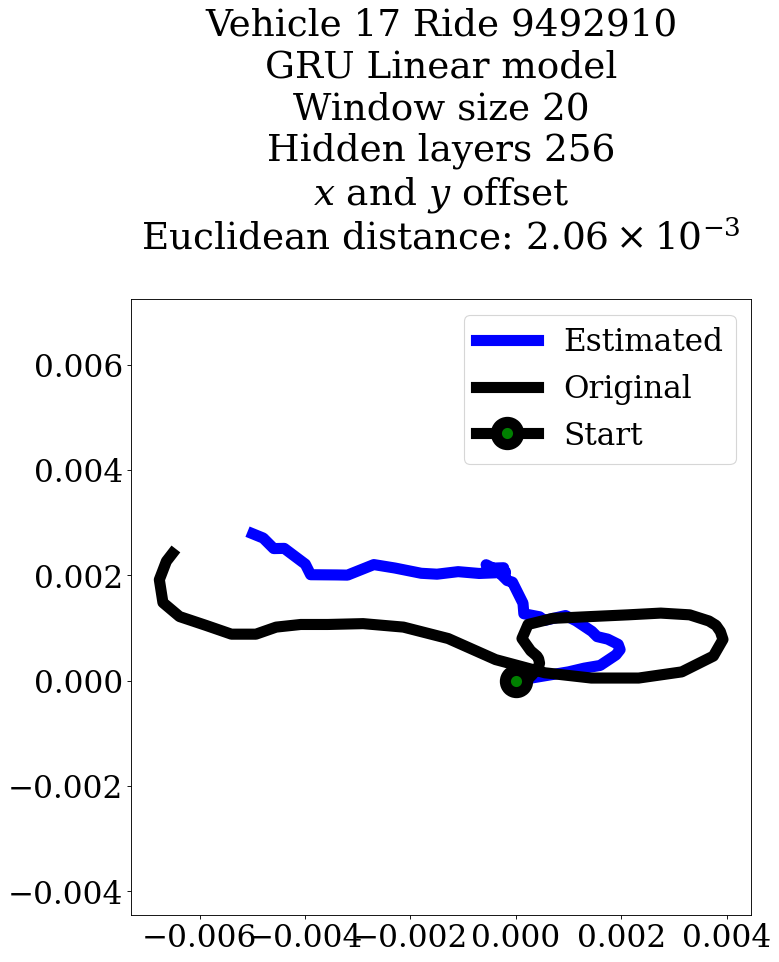 Vehicle 17 Ride 9492910
GRU Linear model
Window size 20
Hidden layers 256
x and y offset
Euclidean distance: 2.06 × 10⁻³
Estimated
Original
Start
0.006
0.004
0.002
0.000
−0.002
−0.004
−0.006 −0.004 −0.002 0.000 0.002 0.004